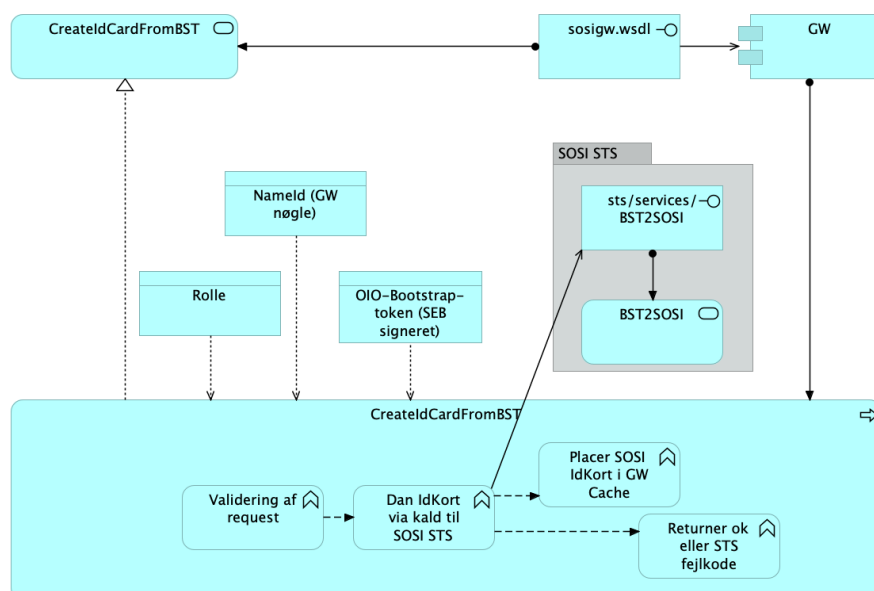 CreateIdCardFromBST
sosigw.wsdl
GW
SOSI STS
NameId (GW
nøgle)
sts/services/
BST2SOSI
Rolle
OIO-Bootstrap-
token (SEB
signeret)
BST2SOSI
CreateIdCardFromBST
Validering af
request
Dan IdKort
via kald til
SOSI STS
Placer SOSI
IdKort i GW
Cache
Returner ok
eller STS
fejlkode